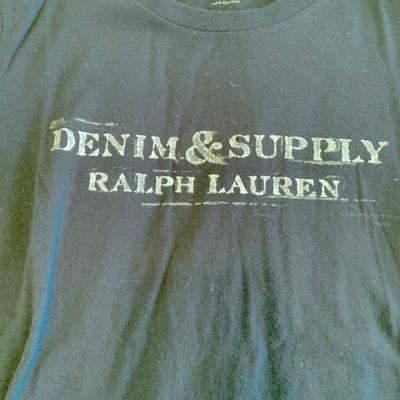 DENIM & SUPPLY
RALPH LAUREN